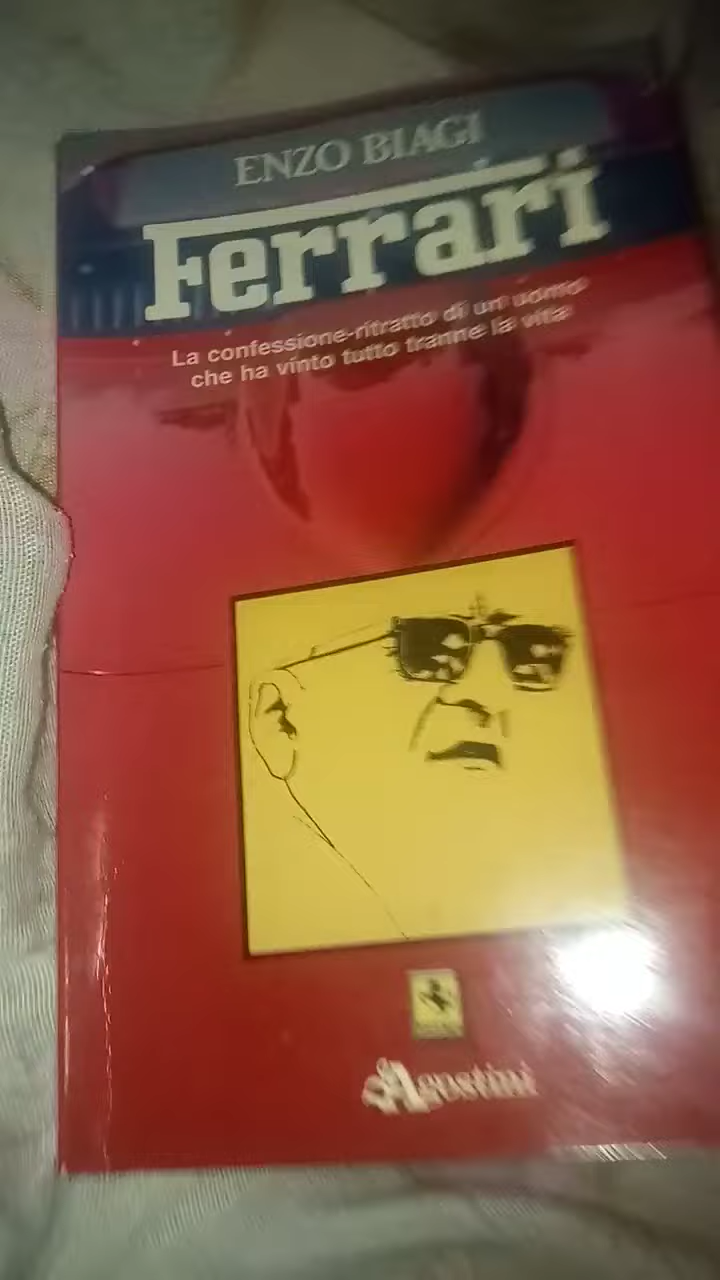 ENZO BIAGI
Ferrari
La confessione-ritratto di un uomo
che ha vinto tutto tranne la vita
Agostini